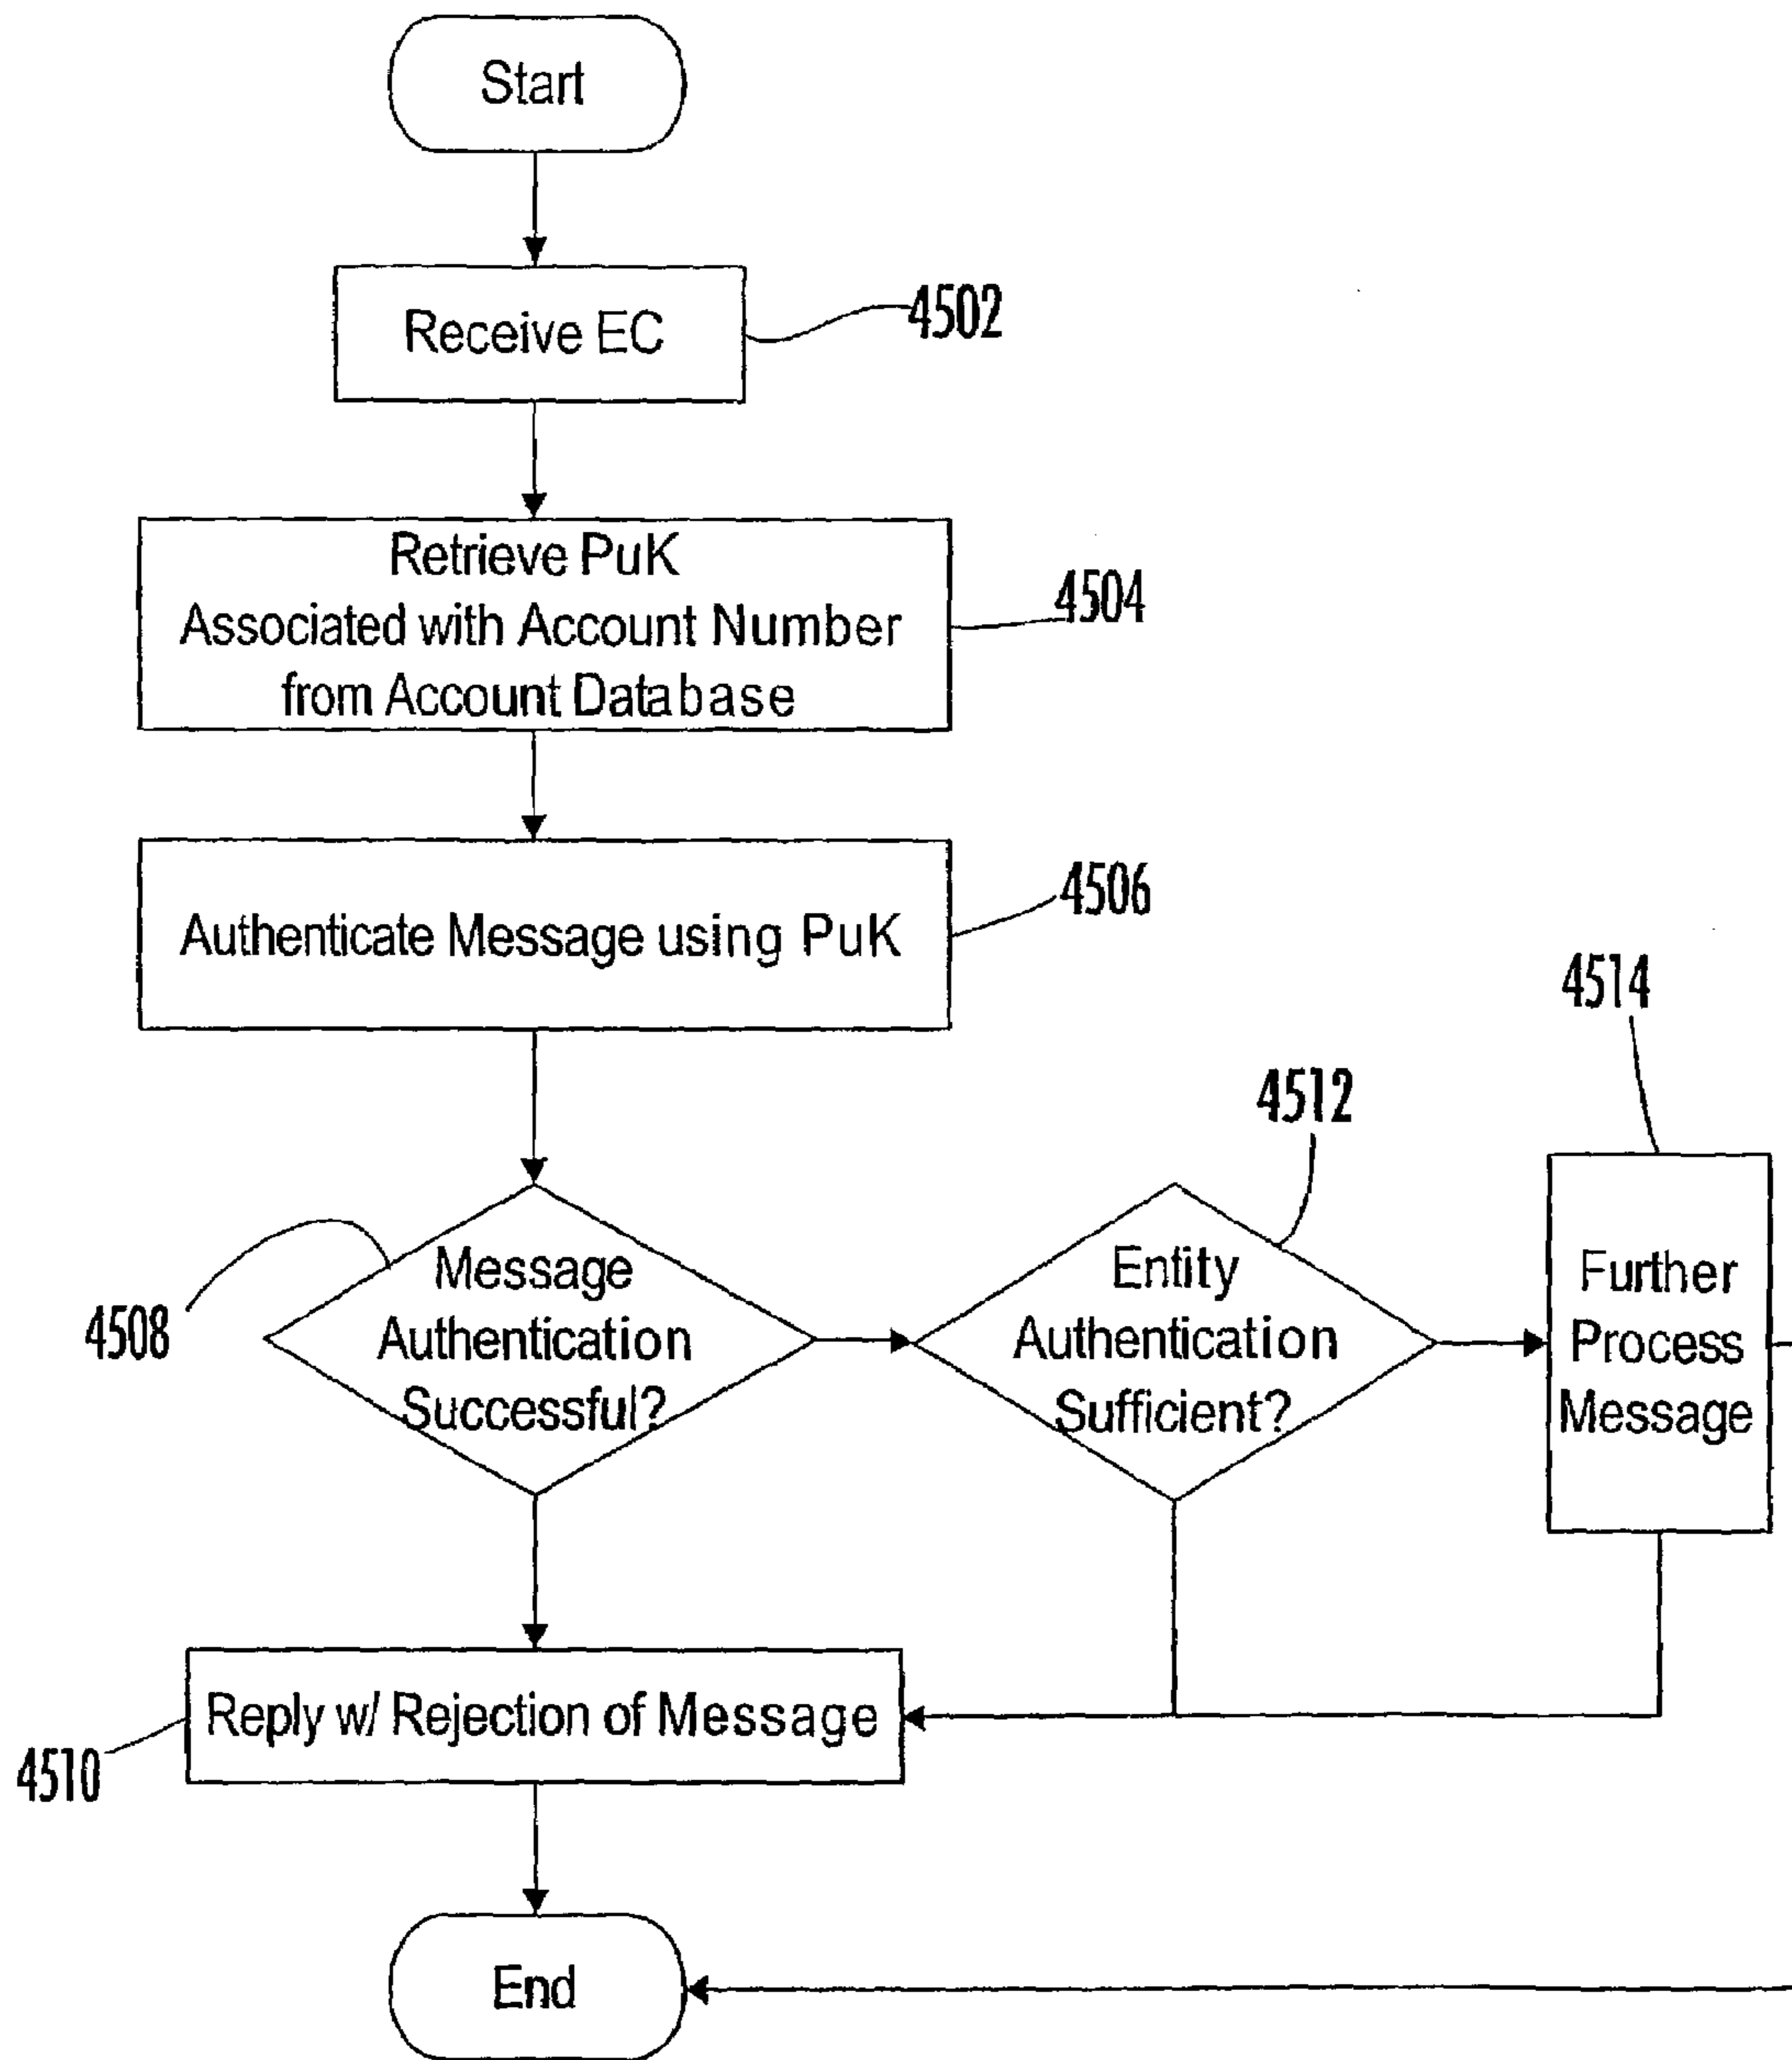 Start
Receive EC
4502
Retrieve PuK
Associated with Account Number
from Account Database
4504
Authenticate Message using PuK
4506
4514
4512
Message
Authentication
Successful?
4508
Entity
Authentication
Sufficient?
Further
Process
Message
Reply w/ Rejection of Message
4510
End